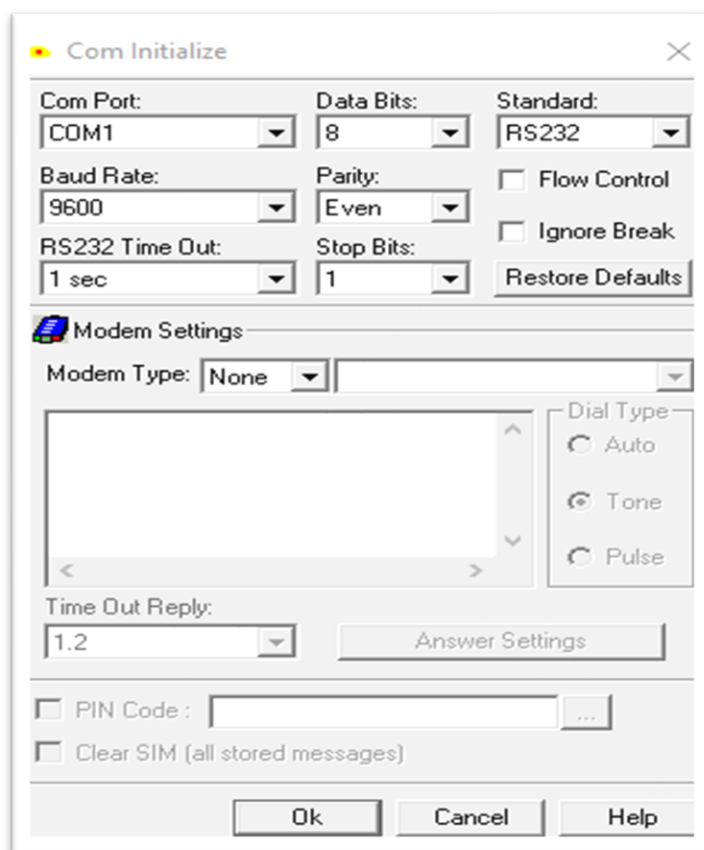 Com Initialize
Com Port: Data Bits: Standard:
COM1 8 RS232
Baud Rate: Parity: Flow Control
9600 Even
Ignore Break
RS232 Time Out: Stop Bits:
1 sec 1 Restore Defaults
Modem Settings
Modem Type: None
Dial Type
Auto
Tone
Pulse
Time Out Reply:
1.2 Answer Settings
PIN Code : ...
Clear SIM (all stored messages)
Ok Cancel Help